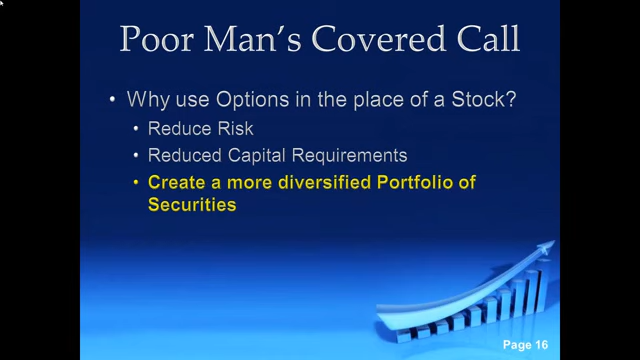 Poor Man's Covered Call
• Why use Options in the place of a Stock?
• Reduce Risk
• Reduced Capital Requirements
• Create a more diversified Portfolio of
Securities
Page 16